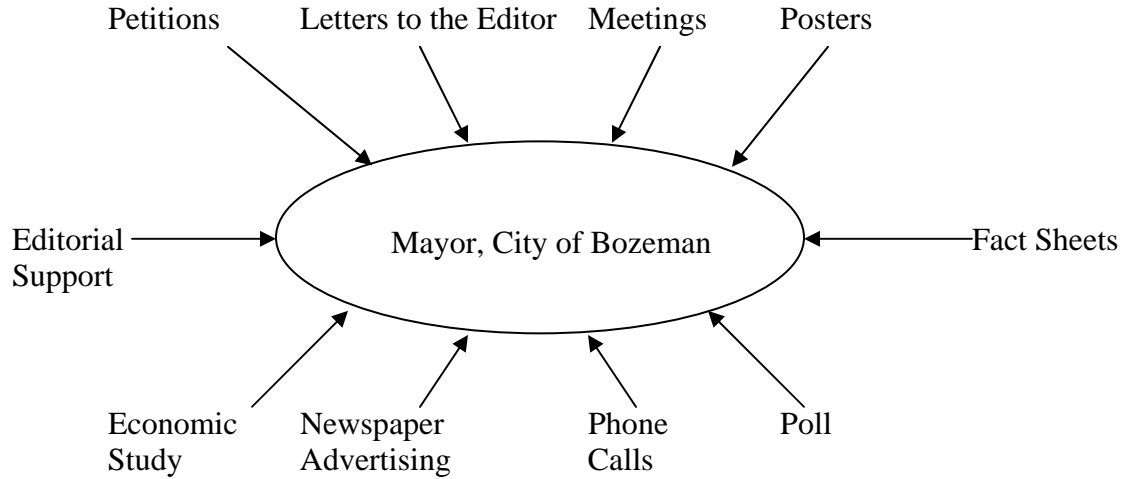 Petitions
Letters to the Editor
Meetings
Posters
Editorial
Support
Mayor, City of Bozeman
Fact Sheets
Economic
Study
Newspaper
Advertising
Phone
Calls
Poll